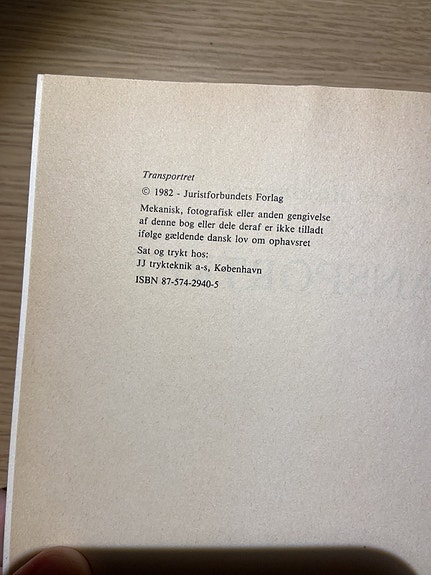 Transportret
© 1982 - Juristforbundets Forlag
Mekanisk, fotografisk eller anden gengivelse
af denne bog eller dele deraf er ikke tilladt
ifølge gældende dansk lov om ophavsret
Sat og trykt hos:
JJ trykteknik a-s, København
ISBN 87-574-2940-5